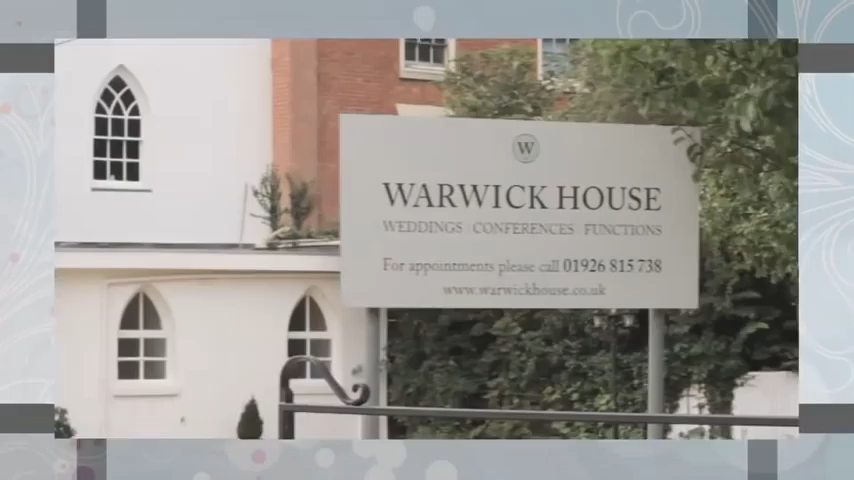 W
WARWICK HOUSE
WEDDINGS CONFERENCES FUNCTIONS
For appointments please call 01926 815 738
www.warwickhouse.co.uk